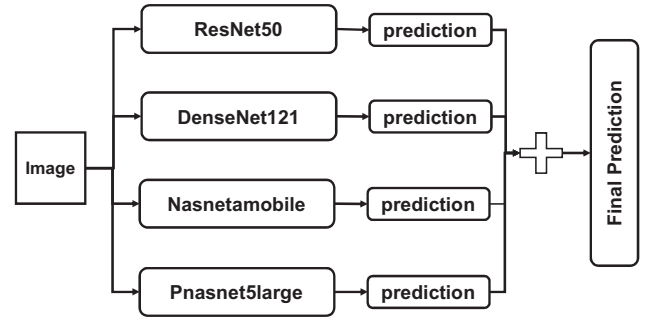 ResNet50
prediction
DenseNet121
prediction
Image
Nasnetamobile
prediction
Pnasnet5large
prediction
Final Prediction